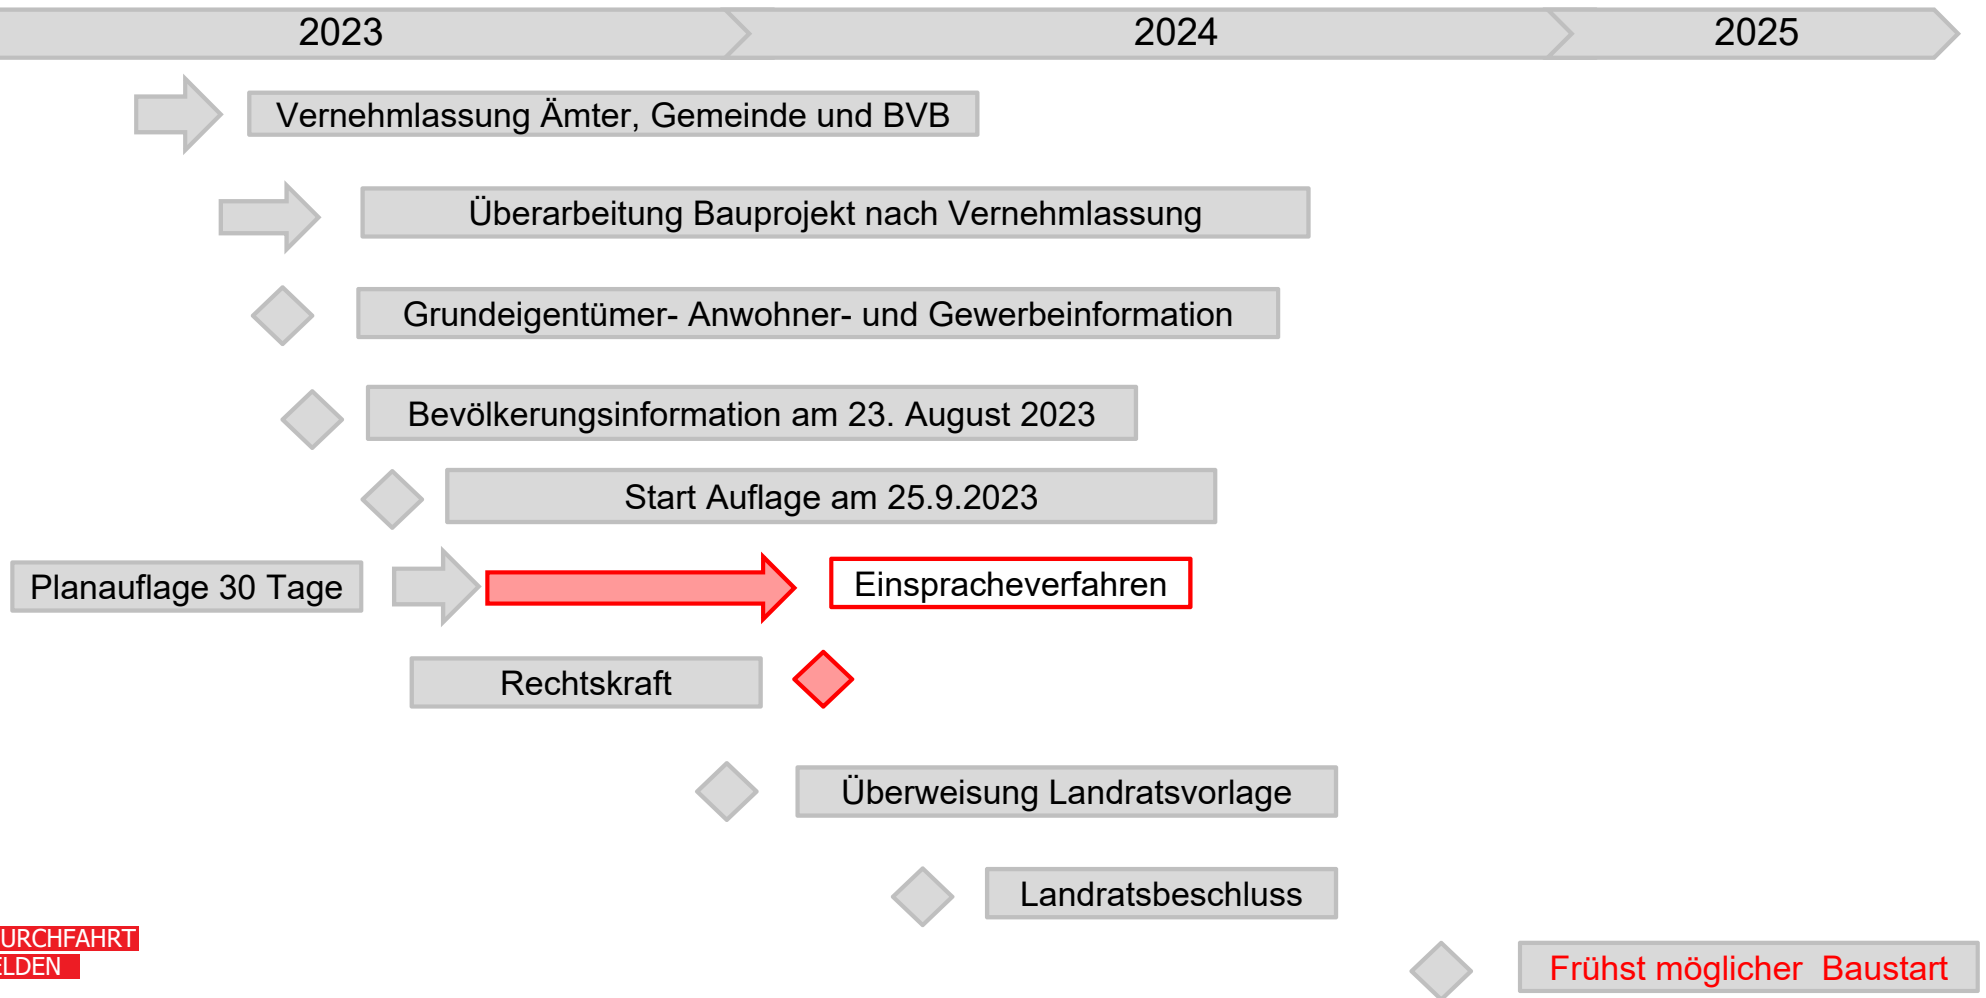 2023 2024 2025
Vernehmlassung Ämter, Gemeinde und BVB
Überarbeitung Bauprojekt nach Vernehmlassung
Grundeigentümer- Anwohner- und Gewerbeinformation
Bevölkerungsinformation am 23. August 2023
Start Auflage am 25.9.2023
Planauflage 30 Tage Einspracheverfahren
Rechtskraft
Überweisung Landratsvorlage
Landratsbeschluss
URCHFAHRT
ELDEN
Frühst möglicher Baustart